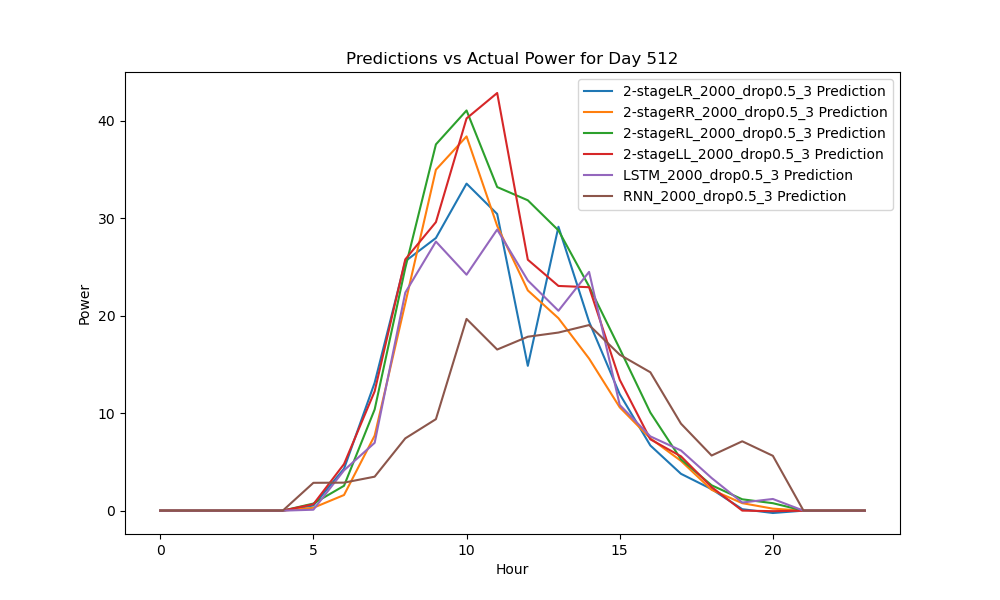 Predictions vs Actual Power for Day 512
2-stageLR_2000_drop0.5_3 Prediction
2-stageRR_2000_drop0.5_3 Prediction
2-stageRL_2000_drop0.5_3 Prediction
2-stageLL_2000_drop0.5_3 Prediction
LSTM_2000_drop0.5_3 Prediction
RNN_2000_drop0.5_3 Prediction
Power
40
30
20
10
0
0 5 10 15 20
Hour